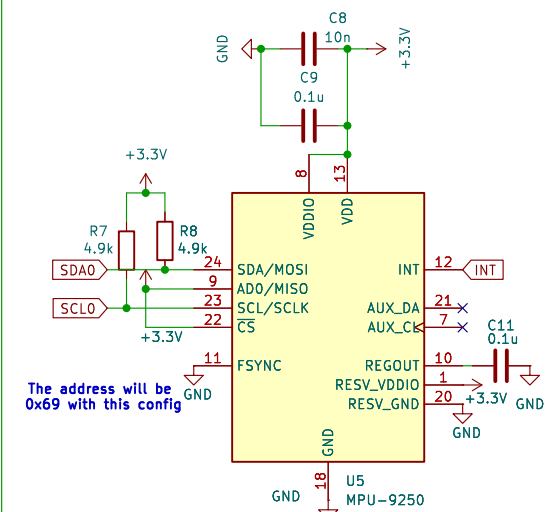 C8
10n
GND
+3.3V
C9
0.1u
+3.3V
8
13
VDDIO
VDD
R7
4.9k
R8
4.9k
SDA0
24
SDA/MOSI
INT
12
INT
9
AD0/MISO
AUX_DA
21
SCL0
23
SCL/SCLK
AUX_CL
7
22
CS
+3.3V
C11
0.1u
11
FSYNC
REGOUT
10
GND
RESV_VDDIO
1
+3.3V
GND
RESV_GND
20
GND
The address will be
0x69 with this config
GND
18
GND
U5
MPU-9250